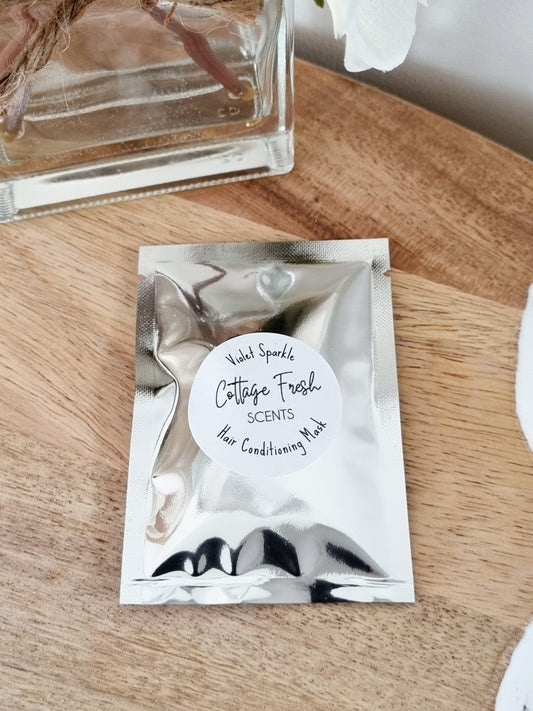 Violet Sparkle
Cottage Fresh
SCENTS
Hair Conditioning Mask